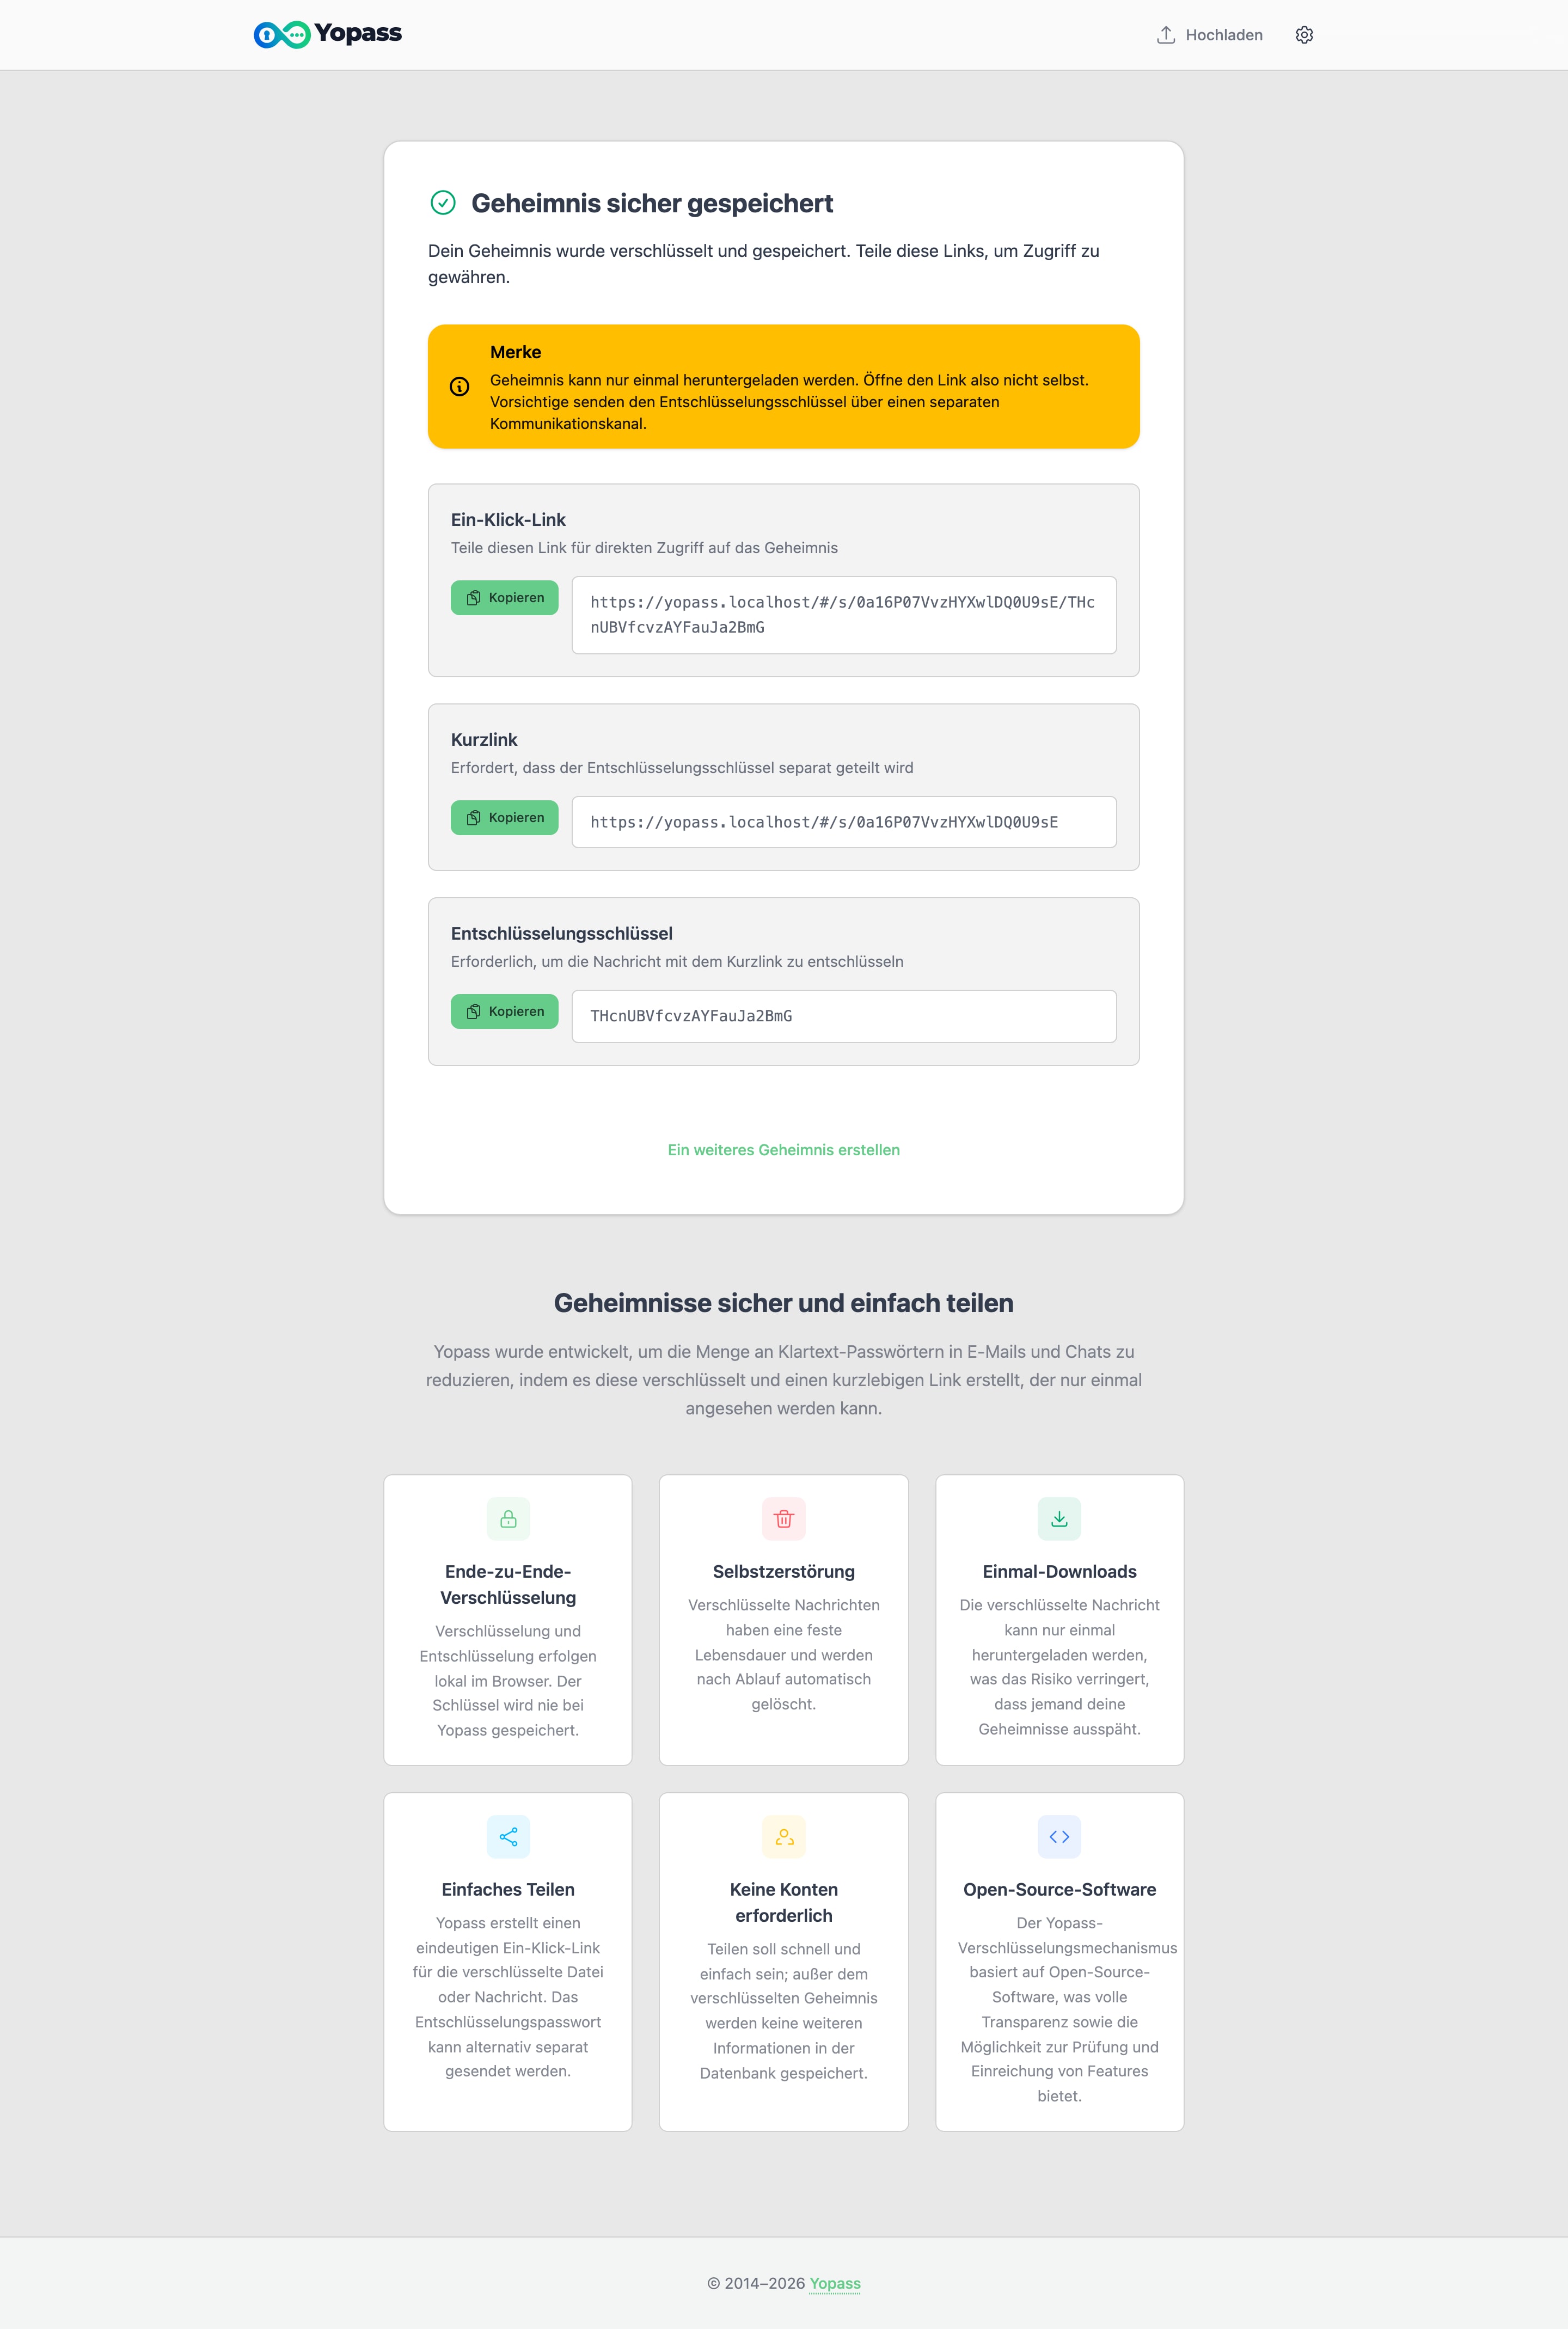 Yopass
Hochladen
Geheimnis sicher gespeichert
Dein Geheimnis wurde verschlüsselt und gespeichert. Teile diese Links, um Zugriff zu
gewähren.
Merke
Geheimnis kann nur einmal heruntergeladen werden. Öffne den Link also nicht selbst.
Vorsichtige senden den Entschlüsselungsschlüssel über einen separaten
Kommunikationskanal.
Ein-Klick-Link
Teile diesen Link für direkten Zugriff auf das Geheimnis
Kopieren
https://yopass.localhost/#/s/0a16P07VvzHYXwlDQ0U9sE/THc
nUBVfcvzAYFauJa2BmG
Kurzlink
Erfordert, dass der Entschlüsselungsschlüssel separat geteilt wird
Kopieren
https://yopass.localhost/#/s/0a16P07VvzHYXwlDQ0U9sE
Entschlüsselungsschlüssel
Erforderlich, um die Nachricht mit dem Kurzlink zu entschlüsseln
Kopieren
THcnUBVfcvzAYFauJa2BmG
Ein weiteres Geheimnis erstellen
Geheimnisse sicher und einfach teilen
Yopass wurde entwickelt, um die Menge an Klartext-Passwörtern in E-Mails und Chats zu
reduzieren, indem es diese verschlüsselt und einen kurzlebigen Link erstellt, der nur einmal
angesehen werden kann.
Ende-zu-Ende-
Verschlüsselung
Verschlüsselung und
Entschlüsselung erfolgen
lokal im Browser. Der
Schlüssel wird nie bei
Yopass gespeichert.
Selbstzerstörung
Verschlüsselte Nachrichten
haben eine feste
Lebensdauer und werden
nach Ablauf automatisch
gelöscht.
Einmal-Downloads
Die verschlüsselte Nachricht
kann nur einmal
heruntergeladen werden,
was das Risiko verringert,
dass jemand deine
Geheimnisse ausspäht.
Einfaches Teilen
Yopass erstellt einen
eindeutigen Ein-Klick-Link
für die verschlüsselte Datei
oder Nachricht. Das
Entschlüsselungspasswort
kann alternativ separat
gesendet werden.
Keine Konten
erforderlich
Teilen soll schnell und
einfach sein; außer dem
verschlüsselten Geheimnis
werden keine weiteren
Informationen in der
Datenbank gespeichert.
Open-Source-Software
Der Yopass-
Verschlüsselungsmechanismus
basiert auf Open-Source-
Software, was volle
Transparenz sowie die
Möglichkeit zur Prüfung und
Einreichung von Features
bietet.
© 2014–2026 Yopass